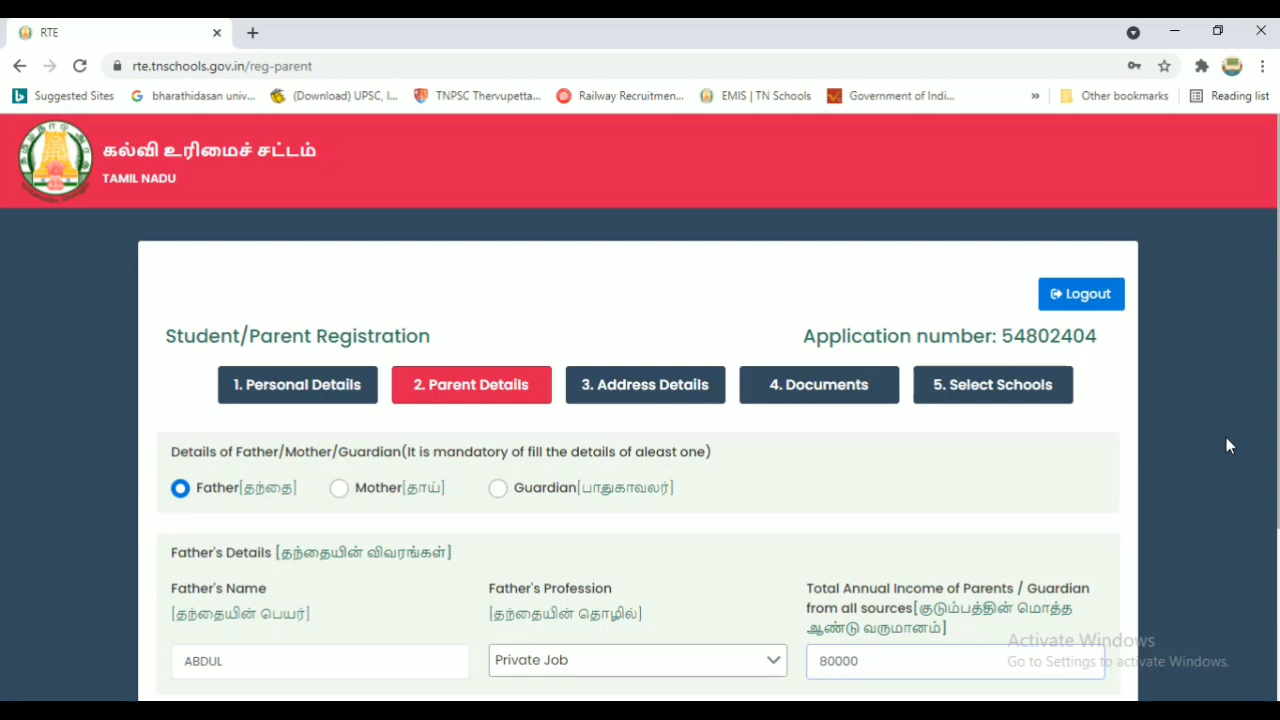 RTE
rte.tnschools.gov.in/reg-parent
Suggested Sites bharathidasan univ... (Download) UPSC, I... TNPSC Thervupetta... Railway Recruitmen... EMIS | TN Schools Government of Indi... » Other bookmarks Reading list
கல்வி உரிமைச் சட்டம்
TAMIL NADU
Logout
Student/Parent Registration Application number: 54802404
1. Personal Details 2. Parent Details 3. Address Details 4. Documents 5. Select Schools
Details of Father/Mother/Guardian(It is mandatory of fill the details of aleast one)
Father[தந்தை] Mother[தாய்] Guardian[பாதுகாவலர்]
Father's Details [தந்தையின் விவரங்கள்]
Father's Name Father's Profession Total Annual Income of Parents / Guardian
[தந்தையின் பெயர்] [தந்தையின் தொழில்] from all sources[குடும்பத்தின் மொத்த
ஆண்டு வருமானம்]
Activate Windows
ABDUL Private Job 80000
Go to Settings to activate Windows.